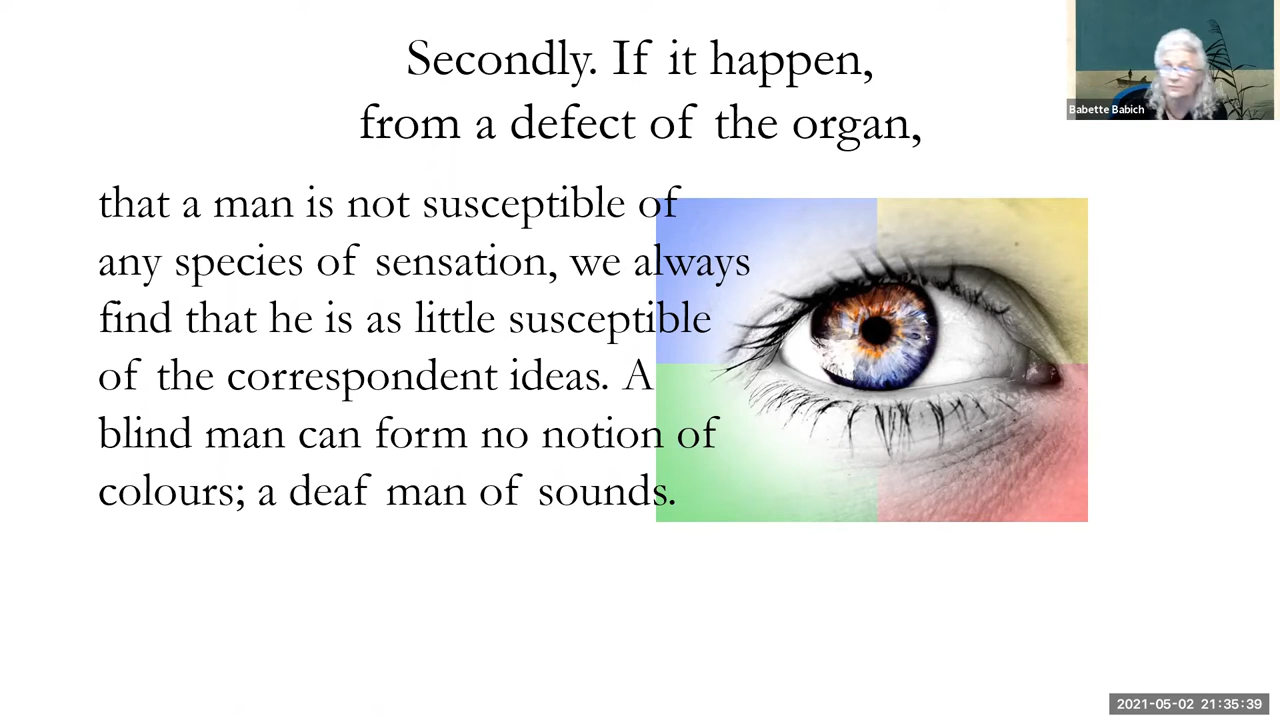 Secondly. If it happen,
from a defect of the organ,
that a man is not susceptible of
any species of sensation, we always
find that he is as little susceptible
of the correspondent ideas. A
blind man can form no notion of
colours; a deaf man of sounds.
Babette Babich
2021-05-02 21:35:39